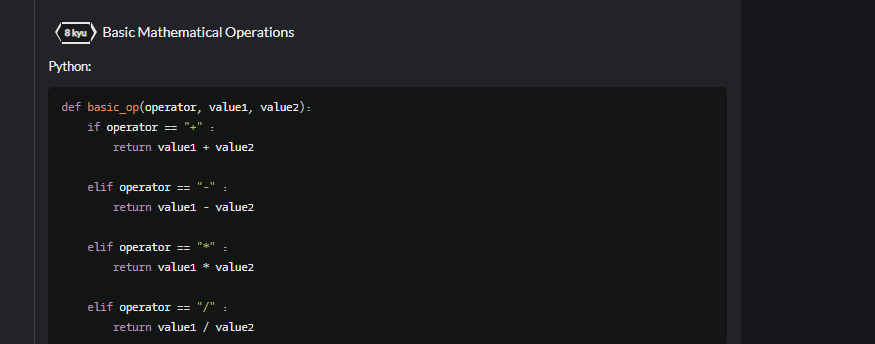 8 kyu Basic Mathematical Operations
Python:
def basic_op(operator, value1, value2):
    if operator == "+" :
        return value1 + value2
    elif operator == "-" :
        return value1 - value2
    elif operator == "*" :
        return value1 * value2
    elif operator == "/" :
        return value1 / value2